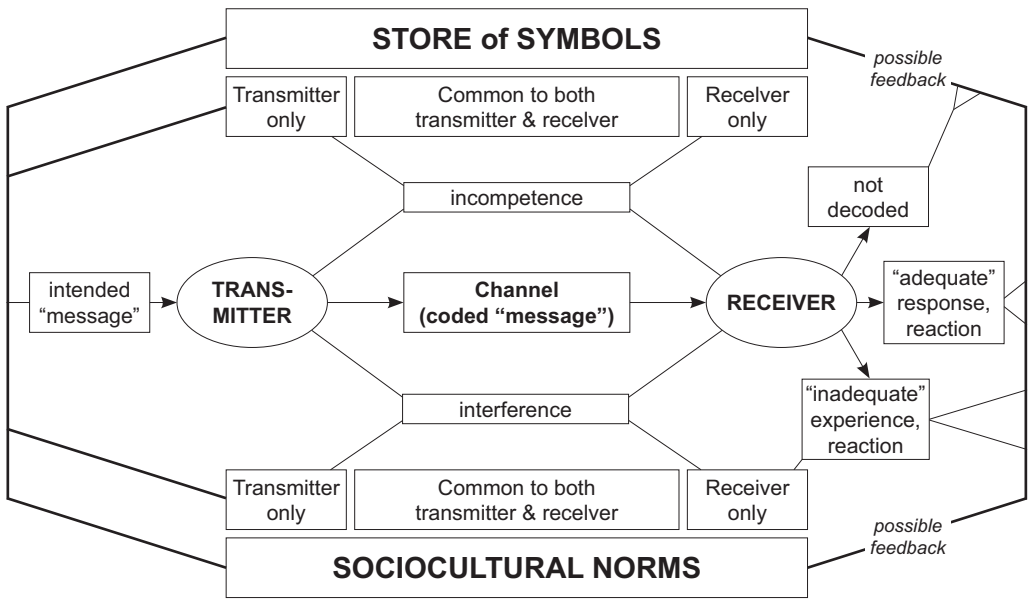 STORE of SYMBOLS
possible
feedback
Transmitter
only
Common to both
transmitter & receiver
Receiver
only
incompetence
not
decoded
intended
“message”
TRANS-
MITTER
Channel
(coded “message”)
RECEIVER
“adequate”
response,
reaction
“inadequate”
experience,
reaction
interference
Transmitter
only
Common to both
transmitter & receiver
Receiver
only
possible
feedback
SOCIOCULTURAL NORMS